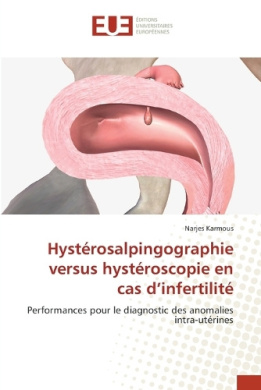 EUE
ÉDITIONS
UNIVERSITAIRES
EUROPÉENNES
Narjes Karmous
Hystérosalpingographie
versus hystéroscopie en
cas d’infertilité
Performances pour le diagnostic des anomalies
intra-utérines